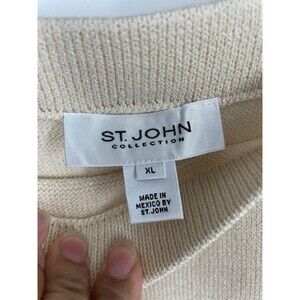 ST. JOHN
COLLECTION
XL
MADE IN
MEXICO BY
ST. JOHN